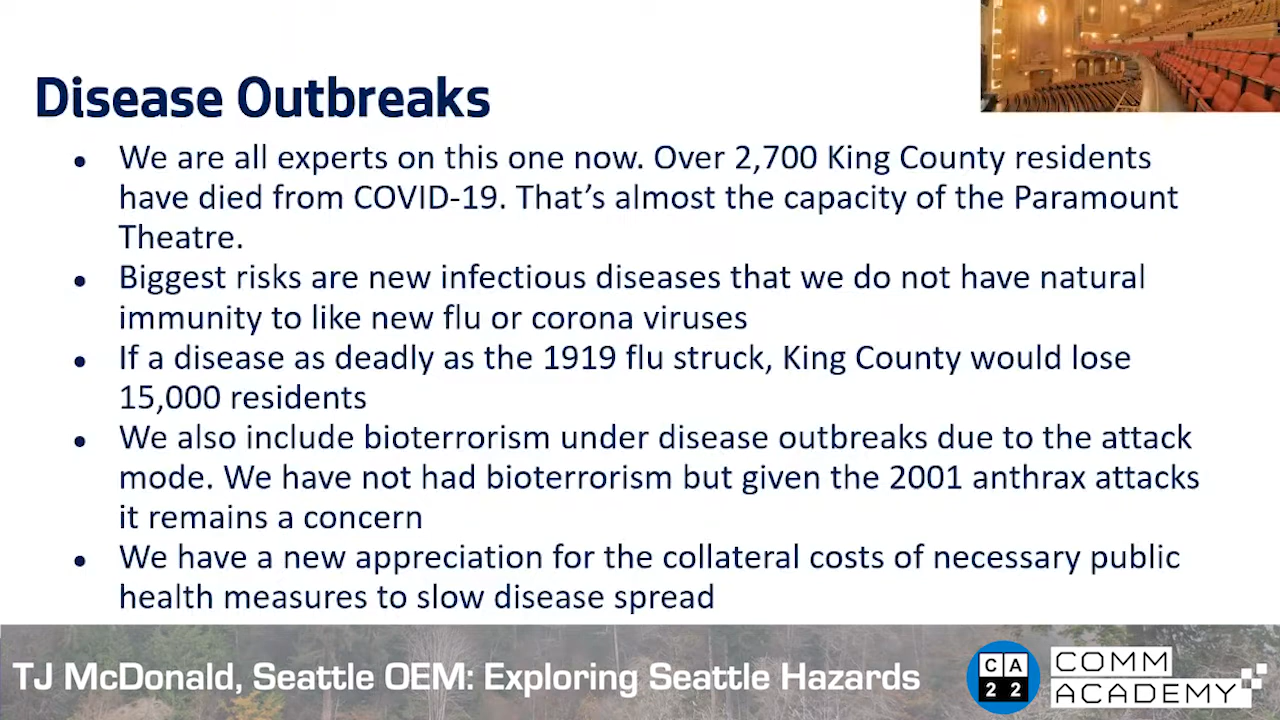 Disease Outbreaks
• We are all experts on this one now. Over 2,700 King County residents
have died from COVID-19. That’s almost the capacity of the Paramount
Theatre.
• Biggest risks are new infectious diseases that we do not have natural
immunity to like new flu or corona viruses
• If a disease as deadly as the 1919 flu struck, King County would lose
15,000 residents
• We also include bioterrorism under disease outbreaks due to the attack
mode. We have not had bioterrorism but given the 2001 anthrax attacks
it remains a concern
• We have a new appreciation for the collateral costs of necessary public
health measures to slow disease spread
TJ McDonald, Seattle OEM: Exploring Seattle Hazards
CA
22
COMM
ACADEMY